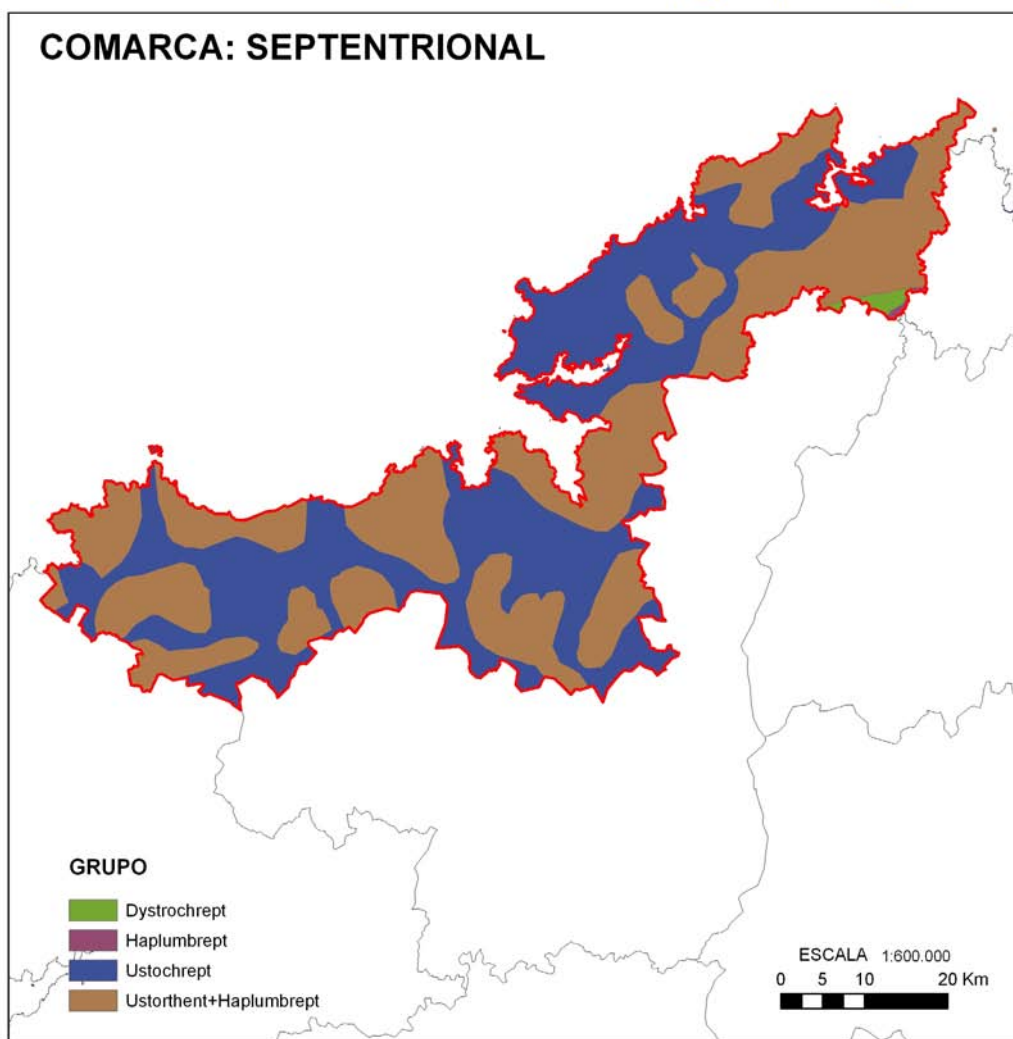 COMARCA: SEPTENTRIONAL
GRUPO
Dystrochrept
Haplumbrept
Ustochrept
Ustorthent+Haplumbrept
ESCALA 1:600.000
0 5 10 20 Km